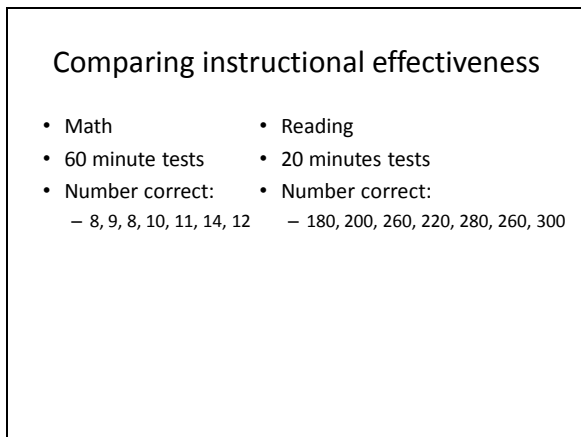 Comparing instructional effectiveness
• Math
• 60 minute tests
• Number correct:
– 8, 9, 8, 10, 11, 14, 12
• Reading
• 20 minutes tests
• Number correct:
– 180, 200, 260, 220, 280, 260, 300